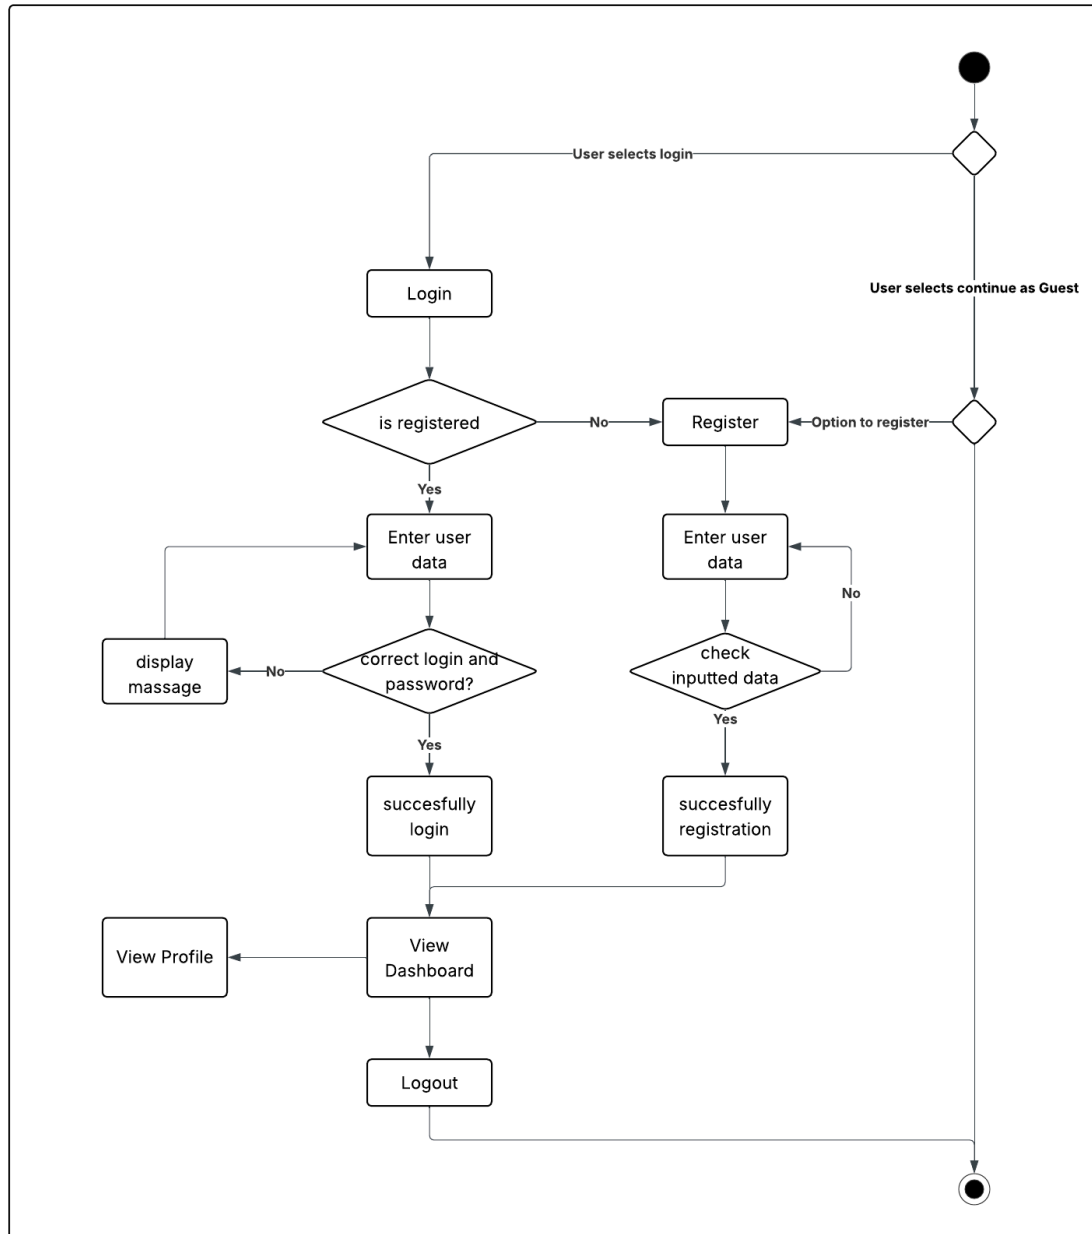 User selects login
Login
User selects continue as Guest
is registered
No
Register
Option to register
Yes
Enter user
data
Enter user
data
No
display
massage
No
correct login and
password?
check
inputted data
Yes
Yes
succesfully
login
succesfully
registration
View Profile
View
Dashboard
Logout